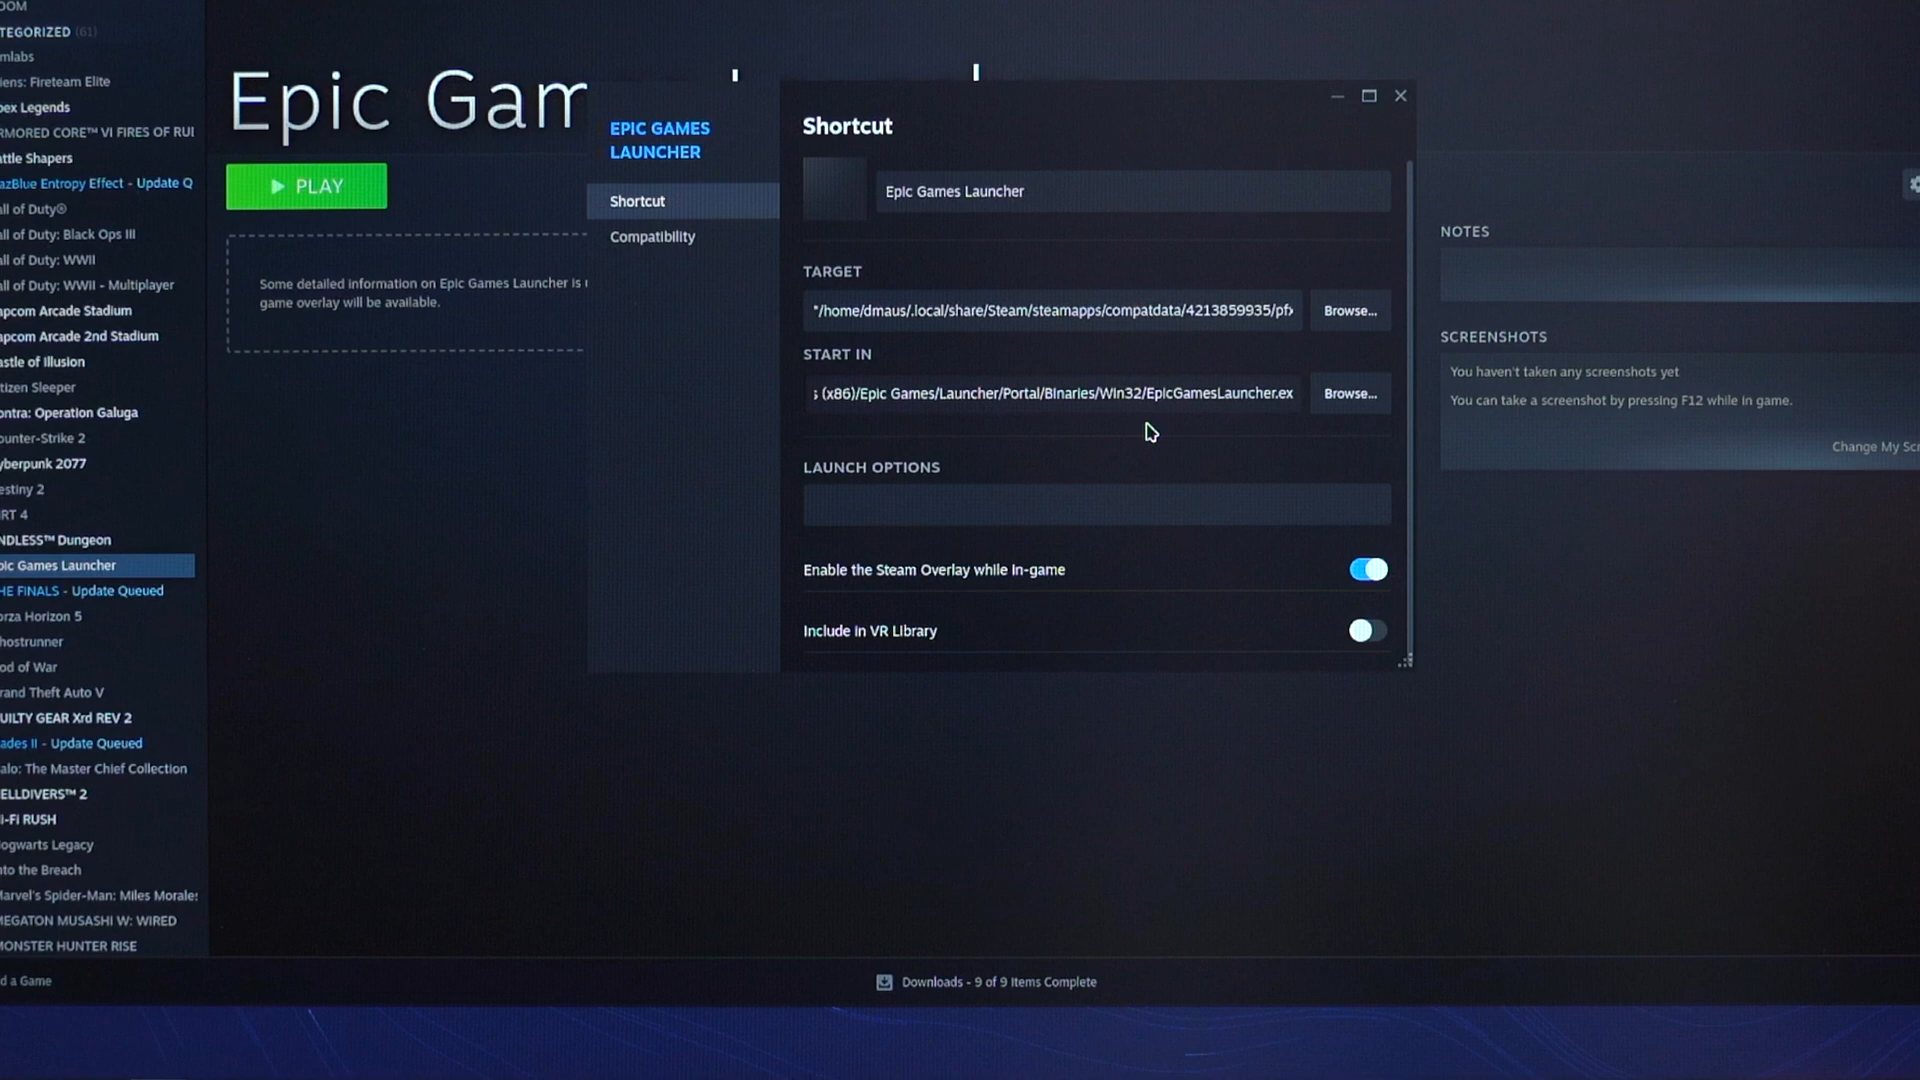 OOM
TEGORIZED (61)
mlabs
iens: Fireteam Elite
pex Legends
RMORED CORE™ VI FIRES OF RUI
attle Shapers
azBlue Entropy Effect - Update Q
all of Duty®
all of Duty: Black Ops III
all of Duty: WWII
all of Duty: WWII - Multiplayer
apcom Arcade Stadium
apcom Arcade 2nd Stadium
astle of Illusion
tizen Sleeper
ontra: Operation Galuga
ounter-Strike 2
yberpunk 2077
estiny 2
RT 4
NDLESS™ Dungeon
pic Games Launcher
HE FINALS - Update Queued
orza Horizon 5
hostrunner
od of War
rand Theft Auto V
UILTY GEAR Xrd REV 2
ades II - Update Queued
alo: The Master Chief Collection
ELLDIVERS™ 2
i-Fi RUSH
ogwarts Legacy
nto the Breach
Marvel's Spider-Man: Miles Morales
MEGATON MUSASHI W: WIRED
MONSTER HUNTER RISE
d a Game
Epic Gam
PLAY
Some detailed information on Epic Games Launcher is
game overlay will be available.
EPIC GAMES
LAUNCHER
Shortcut
Compatibility
Shortcut
Epic Games Launcher
TARGET
"/home/dmaus/.local/share/Steam/steamapps/compatdata/4213859935/pfx
Browse...
START IN
s (x86)/Epic Games/Launcher/Portal/Binaries/Win32/EpicGamesLauncher.ex
Browse...
LAUNCH OPTIONS
Enable the Steam Overlay while in-game
Include in VR Library
NOTES
SCREENSHOTS
You haven't taken any screenshots yet
You can take a screenshot by pressing F12 while in game.
Change My Scr
Downloads - 9 of 9 Items Complete